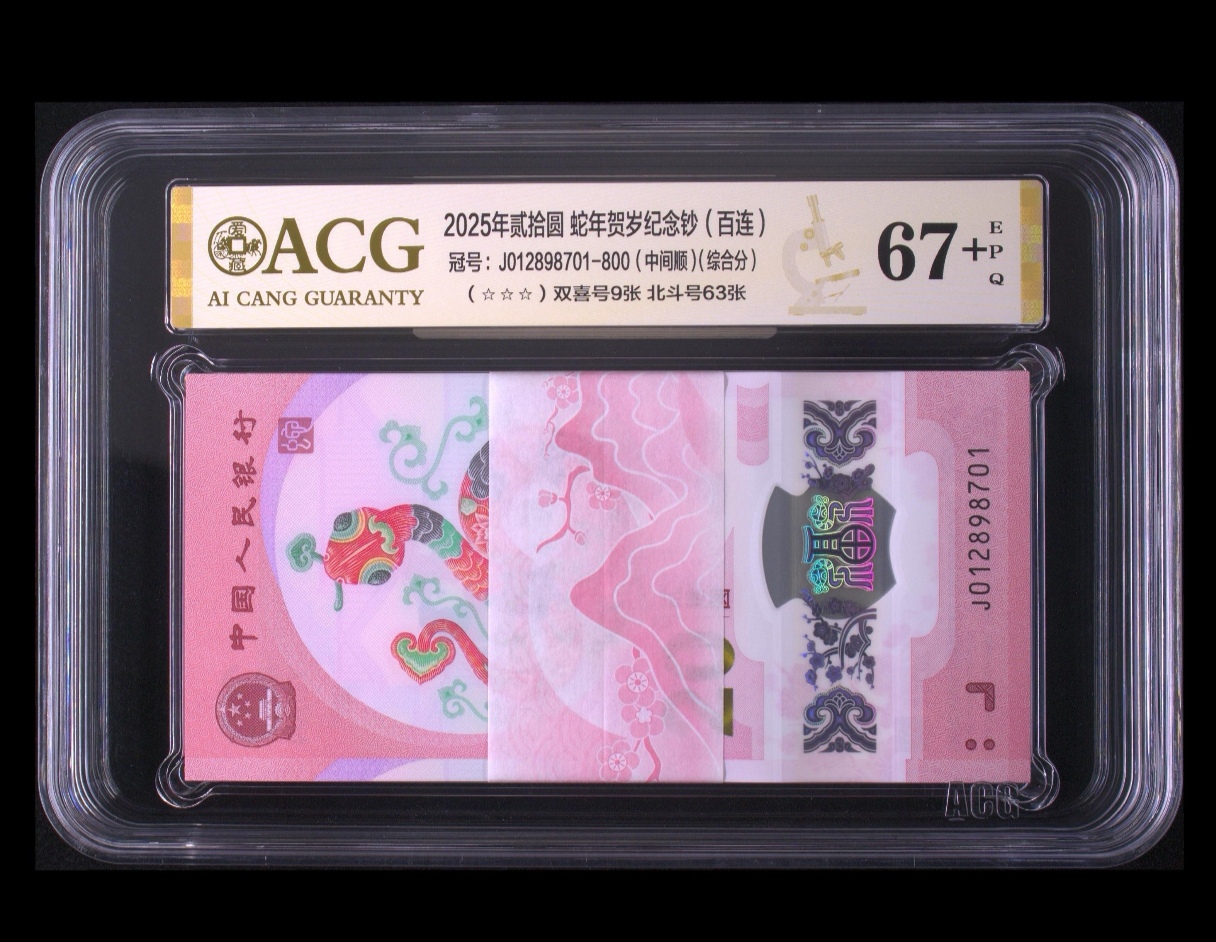 ACG
AI CANG GUARANTY
2025年贰拾圆 蛇年贺岁纪念钞（百连）
冠号：J012898701-800（中间顺）（综合分）
（☆☆☆）双喜号9张 北斗号63张
67+
EPQ
中国人民银行
J012898701
ACG